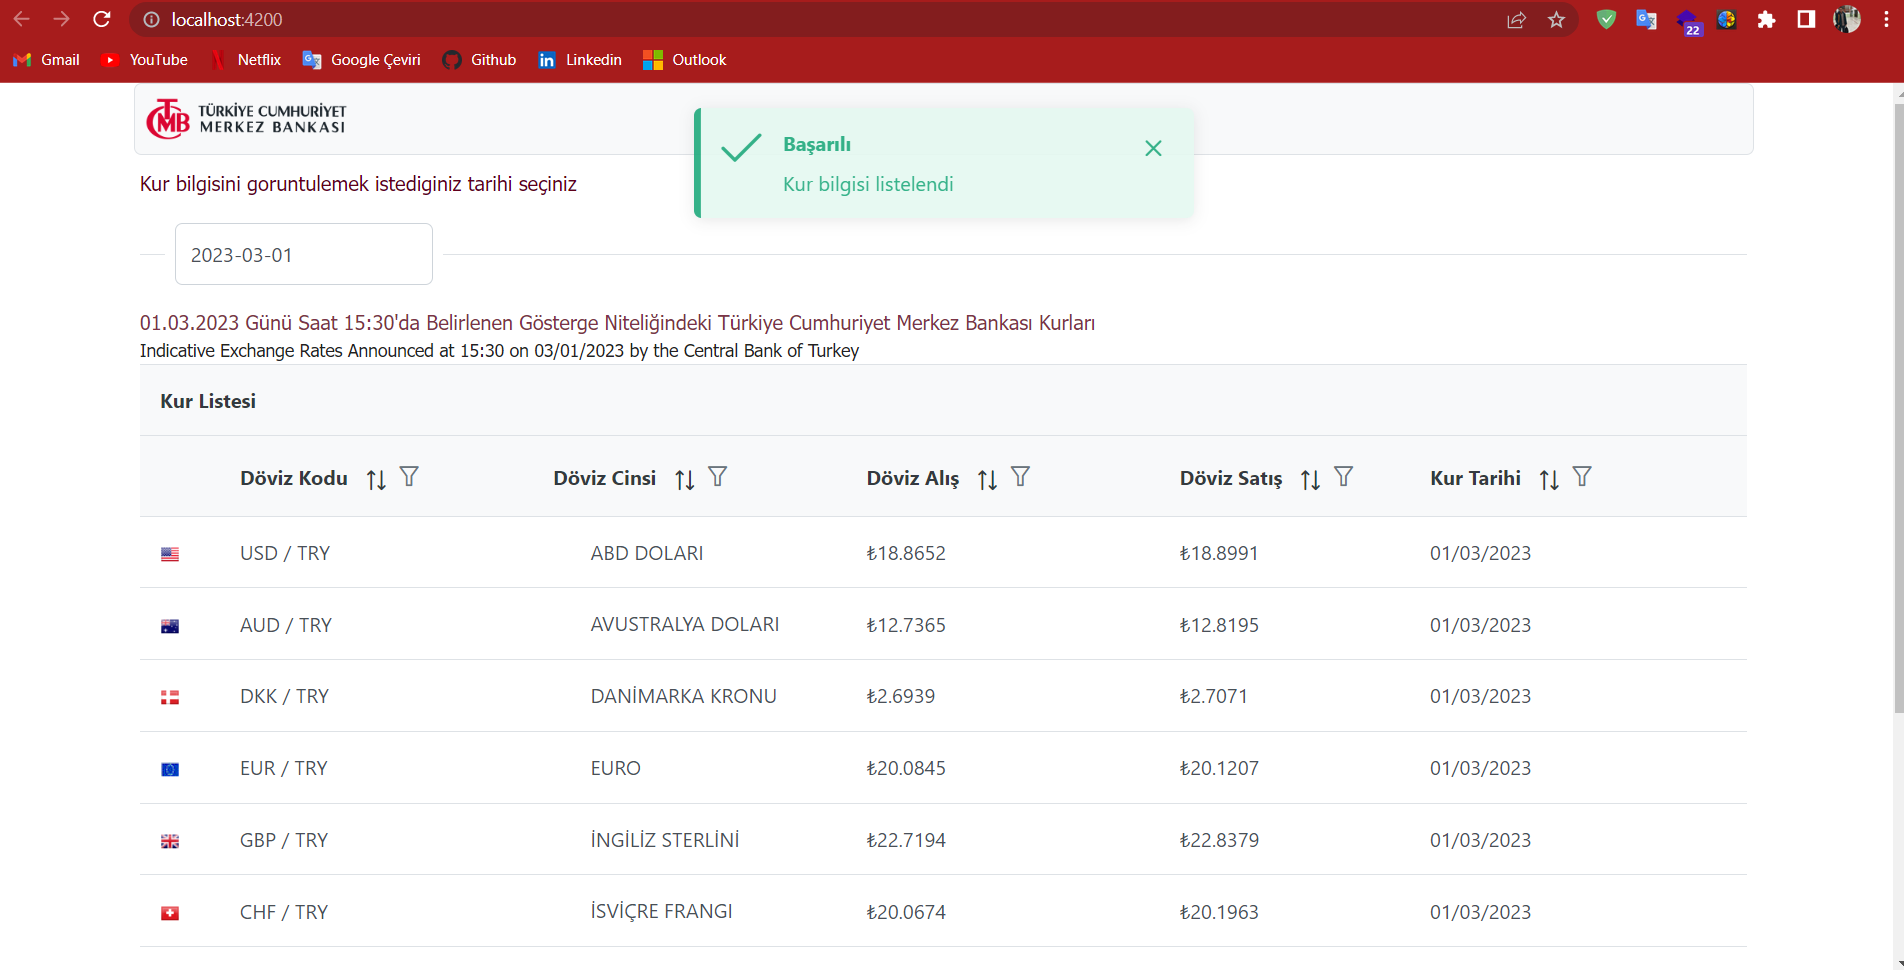 localhost:4200
22
Gmail YouTube Netflix Google Çeviri Github Linkedin Outlook
TCMB TÜRKİYE CUMHURİYET
MERKEZ BANKASI
Başarılı
Kur bilgisi listelendi
Kur bilgisini goruntulemek istediginiz tarihi seçiniz
2023-03-01
01.03.2023 Günü Saat 15:30'da Belirlenen Gösterge Niteliğindeki Türkiye Cumhuriyet Merkez Bankası Kurları
Indicative Exchange Rates Announced at 15:30 on 03/01/2023 by the Central Bank of Turkey
Kur Listesi
Döviz Kodu Döviz Cinsi Döviz Alış Döviz Satış Kur Tarihi
USD / TRY ABD DOLARI ₺18.8652 ₺18.8991 01/03/2023
AUD / TRY AVUSTRALYA DOLARI ₺12.7365 ₺12.8195 01/03/2023
DKK / TRY DANİMARKA KRONU ₺2.6939 ₺2.7071 01/03/2023
EUR / TRY EURO ₺20.0845 ₺20.1207 01/03/2023
GBP / TRY İNGİLİZ STERLİNİ ₺22.7194 ₺22.8379 01/03/2023
CHF / TRY İSVİÇRE FRANGI ₺20.0674 ₺20.1963 01/03/2023